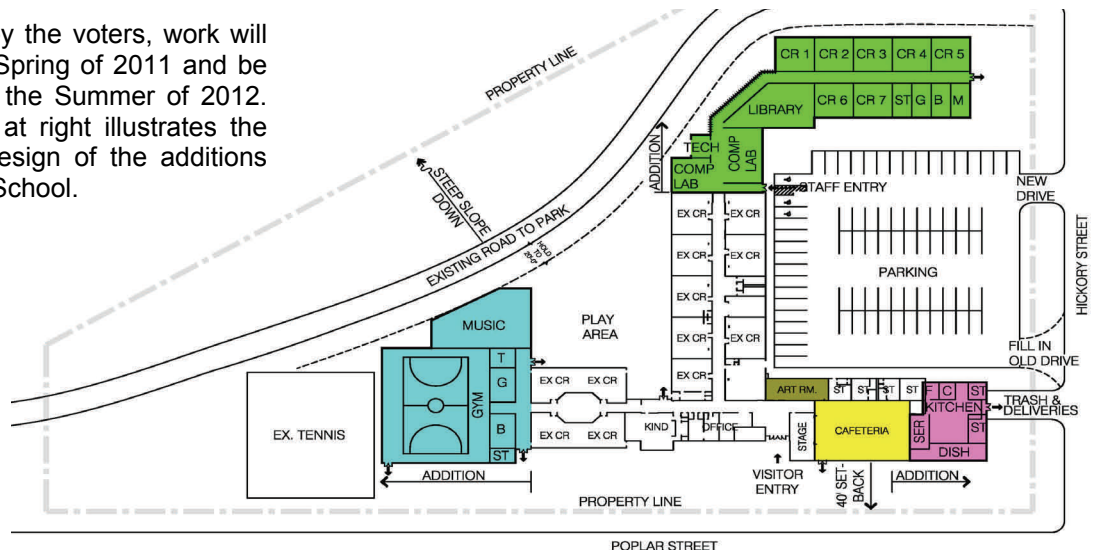 y the voters, work will
Spring of 2011 and be
the Summer of 2012.
at right illustrates the
esign of the additions
School.
PROPERTY LINE
CR 1 CR 2 CR 3 CR 4 CR 5
LIBRARY
CR 6 CR 7 ST G B M
TECH
COMP LAB
COMP LAB
ADDITION
STAFF ENTRY
STEEP SLOPE DOWN
EXISTING ROAD TO PARK
HOLD TO 20'-0"
NEW DRIVE
HICKORY STREET
EX CR EX CR
EX CR EX CR
EX CR
EX CR EX CR
EX CR
PARKING
PLAY AREA
MUSIC
FILL IN OLD DRIVE
T
G
GYM
B
ST
EX CR EX CR
EX CR EX CR
KIND
OFFICE
ART RM.
ST ST ST ST
F C ST
KITCHEN
ST
TRASH & DELIVERIES
EX. TENNIS
STAGE
CAFETERIA
SER
DISH
ADDITION
VISITOR ENTRY
40' SET-BACK
ADDITION
PROPERTY LINE
POPLAR STREET